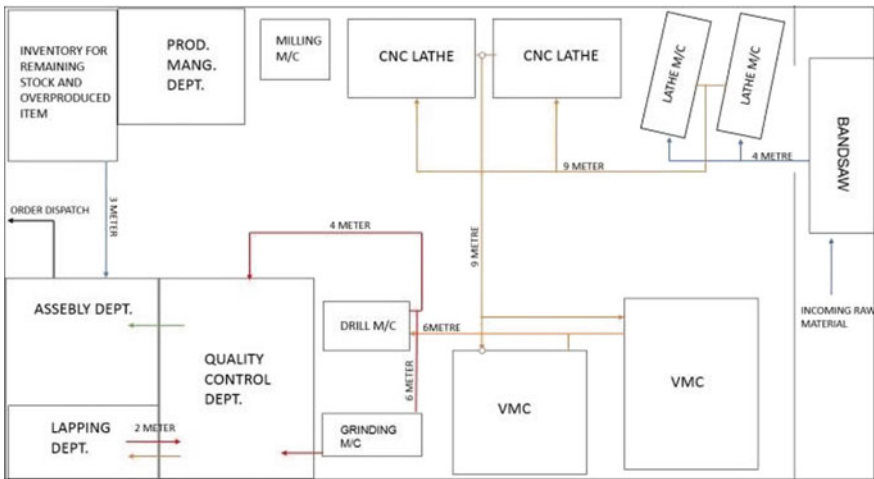 INVENTORY FOR
REMAINING
STOCK AND
OVERPRODUCED
ITEM
PROD.
MANG.
DEPT.
MILLING
M/C
CNC LATHE
CNC LATHE
LATHE M/C
LATHE M/C
BANDSAW
4 METRE
9 METER
9 METRE
3 METER
ORDER DISPATCH
4 METER
ASSEBLY DEPT.
QUALITY
CONTROL
DEPT.
DRILL M/C
6METRE
6 METER
VMC
VMC
INCOMING RAW
MATERIAL
LAPPING
DEPT.
2 METER
GRINDING
M/C